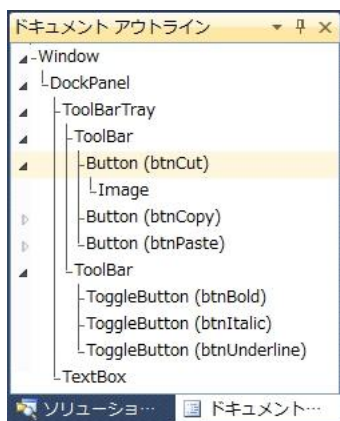 ドキュメント アウトライン
Window
DockPanel
ToolBarTray
ToolBar
Button (btnCut)
Image
Button (btnCopy)
Button (btnPaste)
ToolBar
ToggleButton (btnBold)
ToggleButton (btnItalic)
ToggleButton (btnUnderline)
TextBox
ソリューショ… ドキュメント…